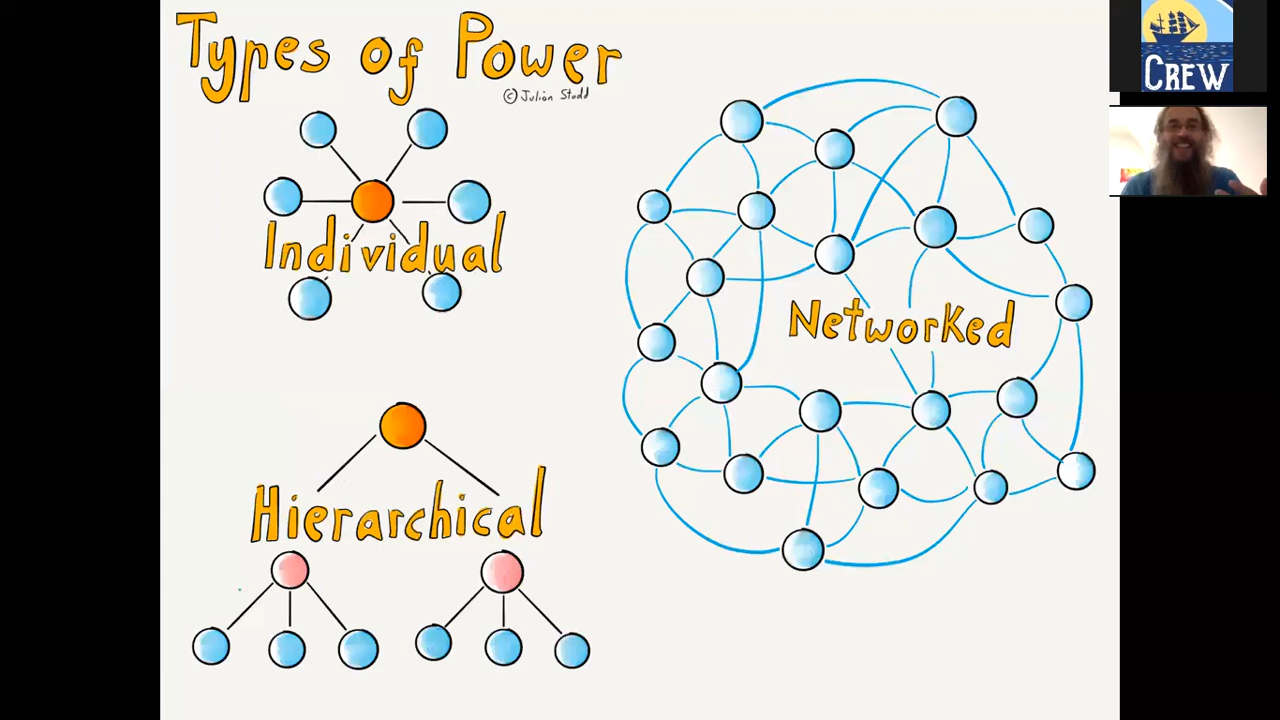 Types of Power
© Julian Stodd
Individual
Networked
Hierarchical
CREW